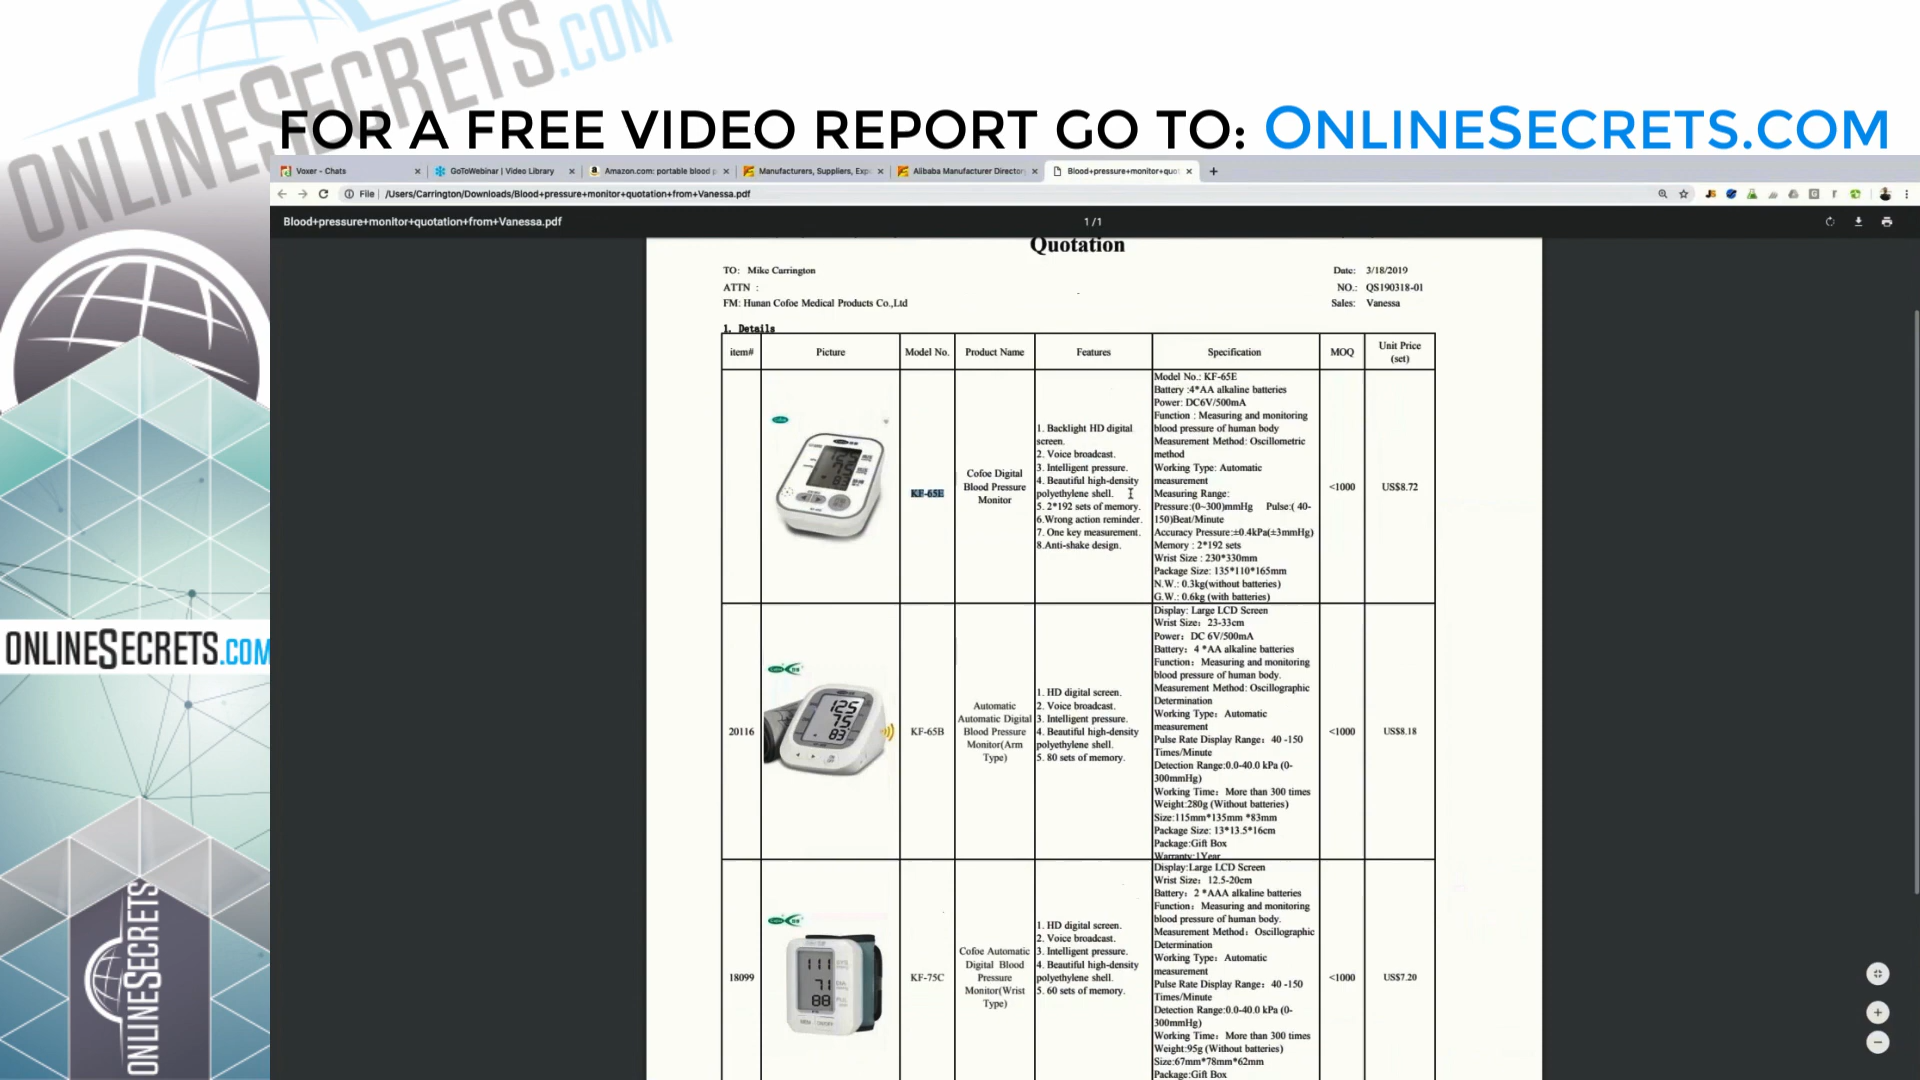 ONLINESECRETS.COM
FOR A FREE VIDEO REPORT GO TO: ONLINESECRETS.COM
Voxer - Chats
GoToWebinar | Video Library
Amazon.com: portable blood p
Manufacturers, Suppliers, Exp
Alibaba Manufacturer Director
Blood+pressure+monitor+quot
File | /Users/Carrington/Downloads/Blood+pressure+monitor+quotation+from+Vanessa.pdf
Blood+pressure+monitor+quotation+from+Vanessa.pdf
1 / 1
Quotation
TO: Mike Carrington
Date: 3/18/2019
ATTN :
NO.: QS190318-01
FM: Hunan Cofoe Medical Products Co.,Ltd
Sales: Vanessa
1. Details
item#
Picture
Model No.
Product Name
Features
Specification
MOQ
Unit Price
(set)
KF-65E
Cofoe Digital
Blood Pressure
Monitor
1. Backlight HD digital
screen.
2. Voice broadcast.
3. Intelligent pressure.
4. Beautiful high-density
polyethylene shell.
5. 2*192 sets of memory.
6.Wrong action reminder.
7. One key measurement.
8.Anti-shake design.
Model No.: KF-65E
Battery :4*AA alkaline batteries
Power: DC6V/500mA
Function : Measuring and monitoring
blood pressure of human body
Measurement Method: Oscillometric
method
Working Type: Automatic
measurement
Measuring Range:
Pressure:(0~300)mmHg Pulse:( 40-
150)Beat/Minute
Accuracy Pressure:±0.4kPa(±3mmHg)
Memory : 2*192 sets
Wrist Size : 230*330mm
Package Size: 135*110*165mm
N.W.: 0.3kg(without batteries)
G.W.: 0.6kg (with batteries)
<1000
US$8.72
20116
125
75
83
KF-65B
Automatic
Automatic Digital
Blood Pressure
Monitor(Arm
Type)
1. HD digital screen.
2. Voice broadcast.
3. Intelligent pressure.
4. Beautiful high-density
polyethylene shell.
5. 80 sets of memory.
Display: Large LCD Screen
Wrist Size: 23-33cm
Power: DC 6V/500mA
Battery: 4 *AA alkaline batteries
Function: Measuring and monitoring
blood pressure of human body.
Measurement Method: Oscillographic
Determination
Working Type: Automatic
measurement
Pulse Rate Display Range: 40 -150
Times/Minute
Detection Range:0.0-40.0 kPa (0-
300mmHg)
Working Time: More than 300 times
Weight:280g (Without batteries)
Size:115mm*135mm *83mm
Package Size: 13*13.5*16cm
Package:Gift Box
Warranty:1Year
<1000
US$8.18
18099
111
71
88
KF-75C
Cofoe Automatic
Digital Blood
Pressure
Monitor(Wrist
Type)
1. HD digital screen.
2. Voice broadcast.
3. Intelligent pressure.
4. Beautiful high-density
polyethylene shell.
5. 60 sets of memory.
Display:Large LCD Screen
Wrist Size: 12.5-20cm
Battery: 2 *AAA alkaline batteries
Function: Measuring and monitoring
blood pressure of human body.
Measurement Method: Oscillographic
Determination
Working Type: Automatic
measurement
Pulse Rate Display Range: 40 -150
Times/Minute
Detection Range:0.0-40.0 kPa (0-
300mmHg)
Working Time: More than 300 times
Weight:95g (Without batteries)
Size:67mm*78mm*62mm
Package:Gift Box
<1000
US$7.20
ONLINESECRETS.COM
ONLINESECRETS